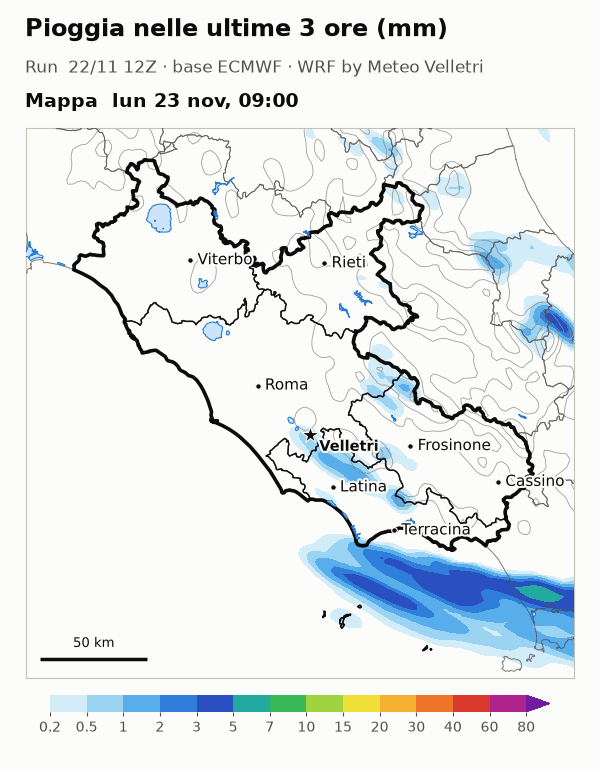 Pioggia nelle ultime 3 ore (mm)
Run  22/11 12Z · base ECMWF · WRF by Meteo Velletri
Mappa  lun 23 nov, 09:00
Viterbo
Rieti
Roma
Velletri
Frosinone
Latina
Cassino
Terracina
50 km
0.2 0.5 1 2 3 5 7 10 15 20 30 40 60 80